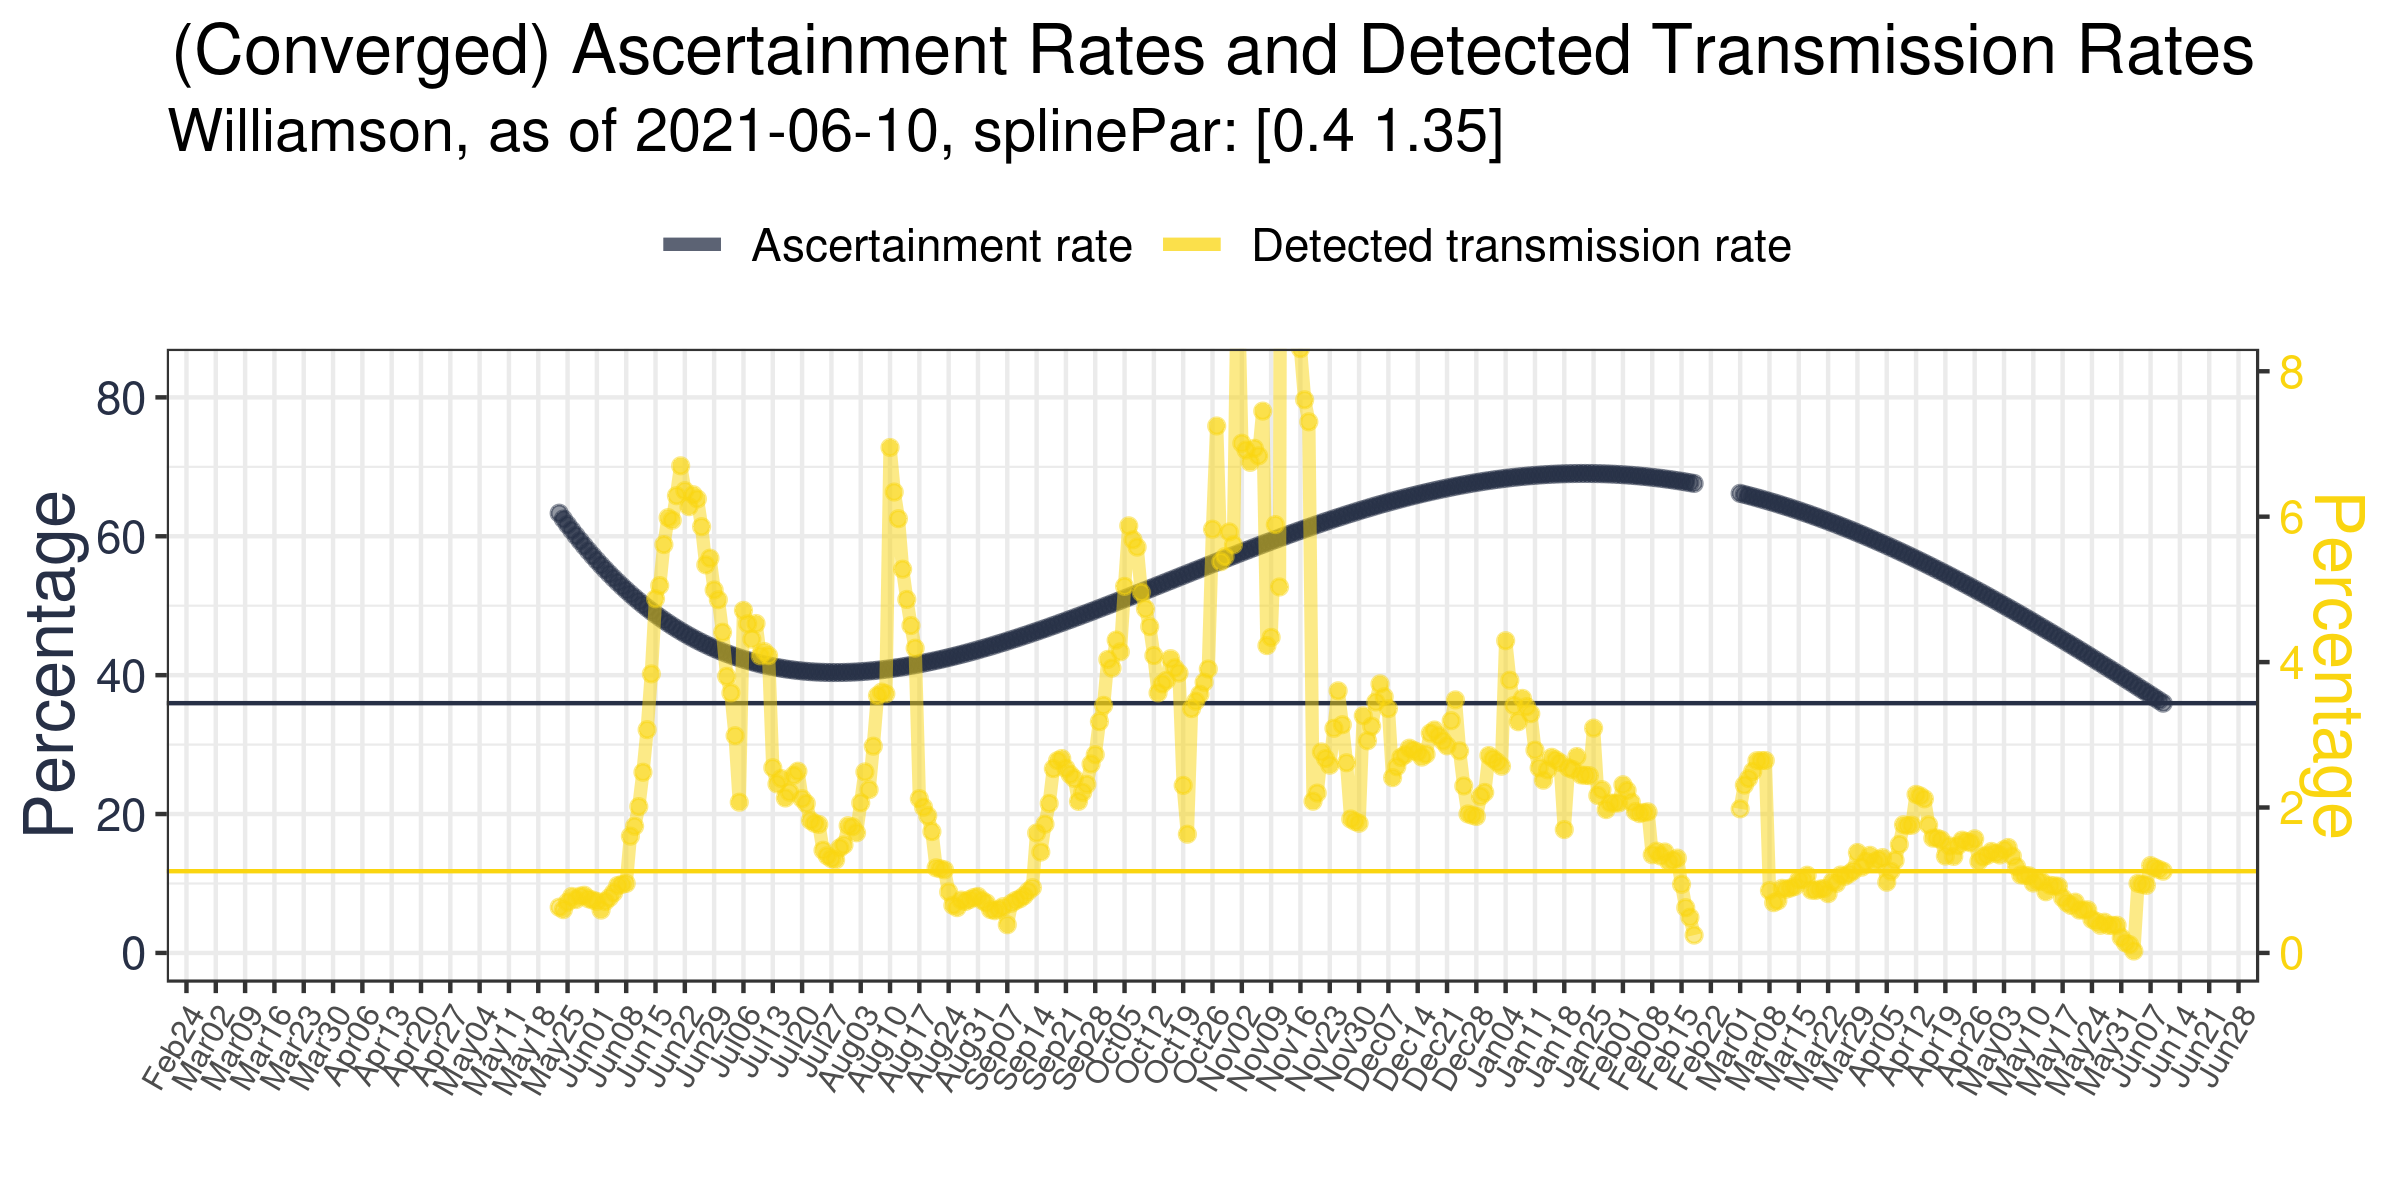 (Converged) Ascertainment Rates and Detected Transmission Rates
Williamson, as of 2021-06-10, splinePar: [0.4 1.35]
Ascertainment rate Detected transmission rate
Percentage
80
60
40
20
0
8
6
4
2
0
Percentage
Feb24 Mar02 Mar09 Mar16 Mar23 Mar30 Apr06 Apr13 Apr20 Apr27 May04 May11 May18 May25 Jun01 Jun08 Jun15 Jun22 Jun29 Jul06 Jul13 Jul20 Jul27 Aug03 Aug10 Aug17 Aug24 Aug31 Sep07 Sep14 Sep21 Sep28 Oct05 Oct12 Oct19 Oct26 Nov02 Nov09 Nov16 Nov23 Nov30 Dec07 Dec14 Dec21 Dec28 Jan04 Jan11 Jan18 Jan25 Feb01 Feb08 Feb15 Feb22 Mar01 Mar08 Mar15 Mar22 Mar29 Apr05 Apr12 Apr19 Apr26 May03 May10 May17 May24 May31 Jun07 Jun14 Jun21 Jun28